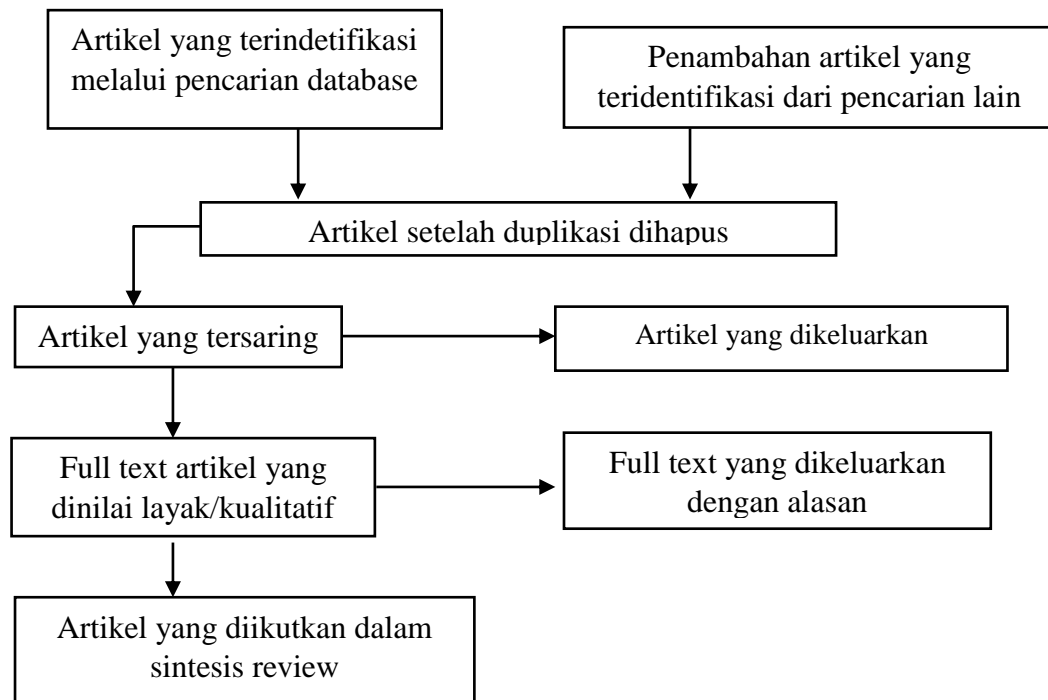 Artikel yang terindetifikasi
melalui pencarian database
Penambahan artikel yang
teridentifikasi dari pencarian lain
Artikel setelah duplikasi dihapus
Artikel yang tersaring
Artikel yang dikeluarkan
Full text artikel yang
dinilai layak/kualitatif
Full text yang dikeluarkan
dengan alasan
Artikel yang diikutkan dalam
sintesis review